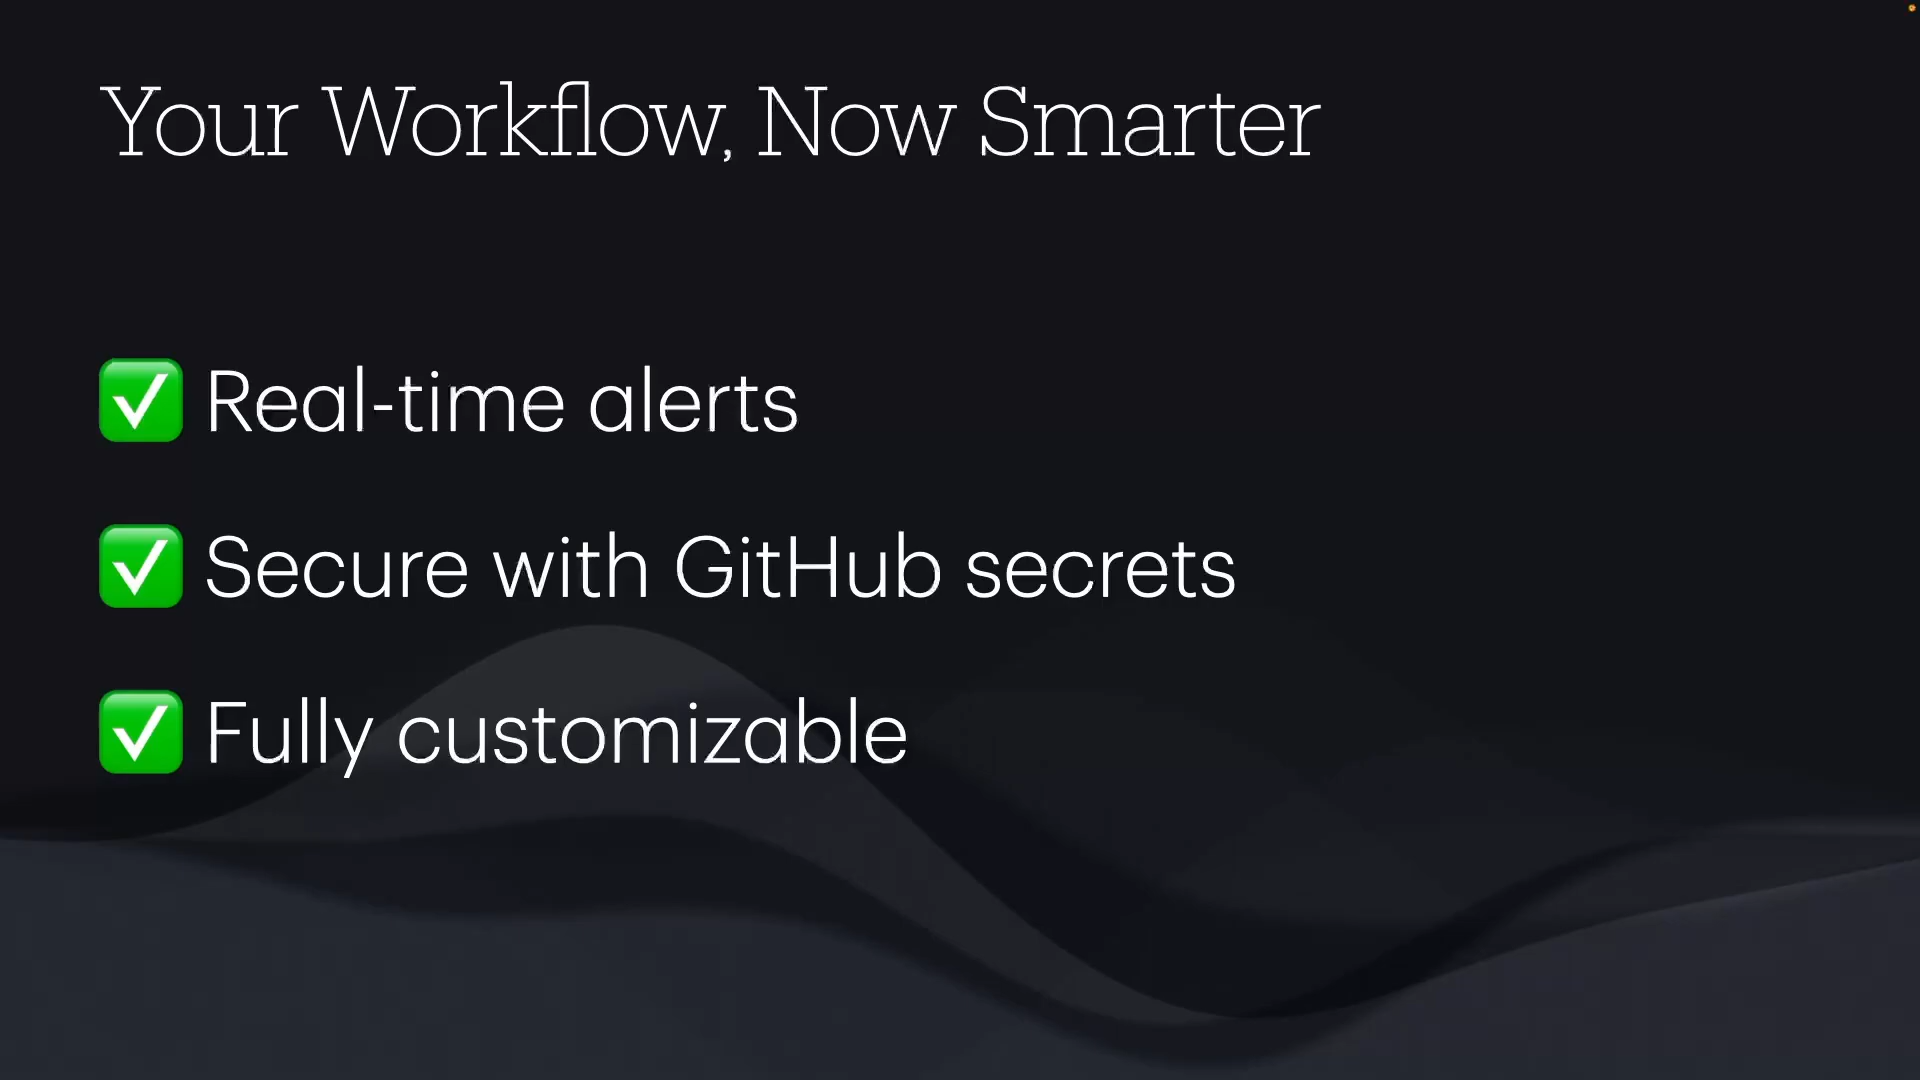 Your Workflow, Now Smarter
✅ Real-time alerts
✅ Secure with GitHub secrets
✅ Fully customizable